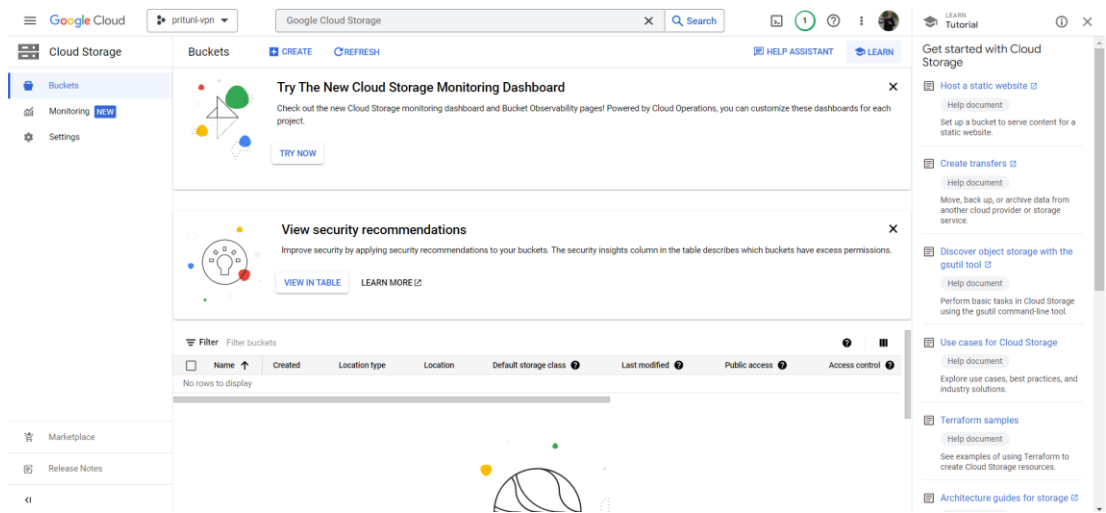 Google Cloud
pritunl-vpn
Google Cloud Storage
Search
1
LEARN
Tutorial
Cloud Storage
Buckets
CREATE
REFRESH
HELP ASSISTANT
LEARN
Buckets
Monitoring NEW
Settings
Marketplace
Release Notes
Try The New Cloud Storage Monitoring Dashboard
Check out the new Cloud Storage monitoring dashboard and Bucket Observability pages! Powered by Cloud Operations, you can customize these dashboards for each
project.
TRY NOW
View security recommendations
Improve security by applying security recommendations to your buckets. The security insights column in the table describes which buckets have excess permissions.
VIEW IN TABLE LEARN MORE
Filter Filter buckets
Name Created Location type Location Default storage class Last modified Public access Access control
No rows to display
Get started with Cloud
Storage
Host a static website
Help document
Set up a bucket to serve content for a
static website.
Create transfers
Help document
Move, back up, or archive data from
another cloud provider or storage
service.
Discover object storage with the
gsutil tool
Help document
Perform basic tasks in Cloud Storage
using the gsutil command-line tool.
Use cases for Cloud Storage
Help document
Explore use cases, best practices, and
industry solutions.
Terraform samples
Help document
See examples of using Terraform to
create Cloud Storage resources.
Architecture guides for storage